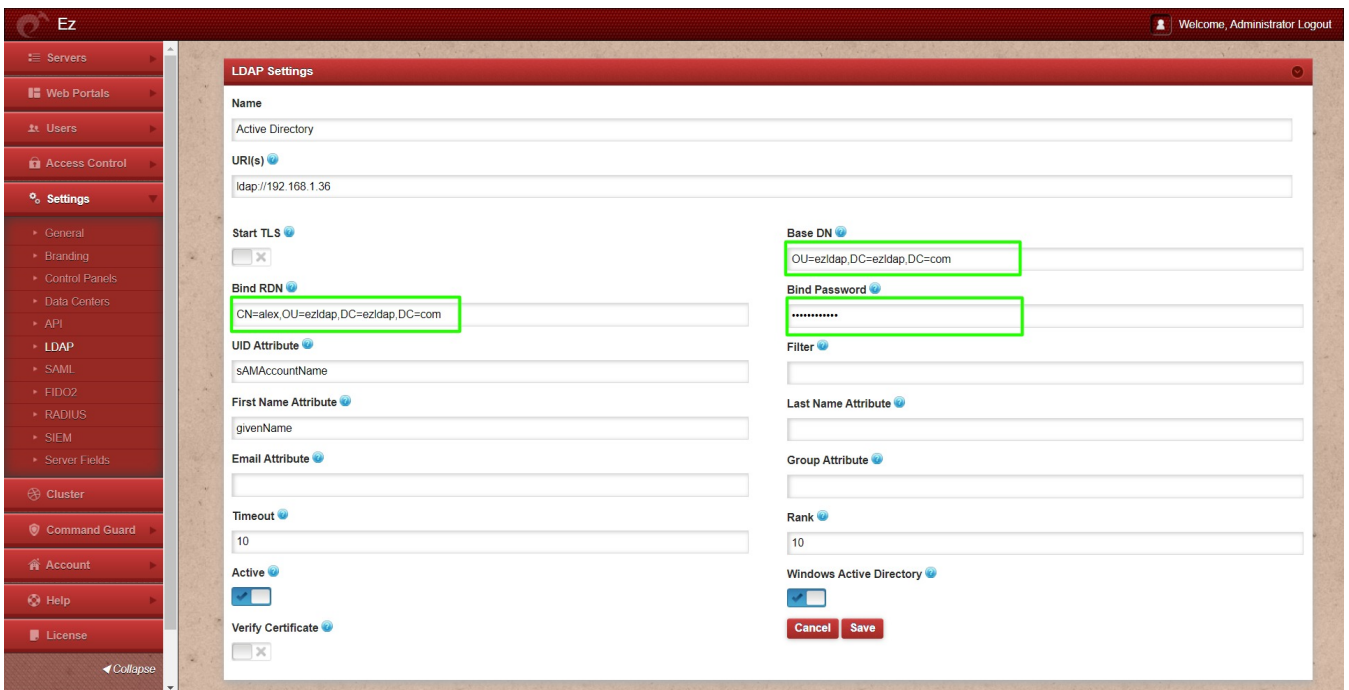 Ez
Welcome, Administrator Logout
Servers
Web Portals
Users
Access Control
Settings
General
Branding
Control Panels
Data Centers
API
LDAP
SAML
FIDO2
RADIUS
SIEM
Server Fields
Cluster
Command Guard
Account
Help
License
Collapse
LDAP Settings
Name
Active Directory
URI(s)
ldap://192.168.1.36
Start TLS
Base DN
OU=ezldap,DC=ezldap,DC=com
Bind RDN
CN=alex,OU=ezldap,DC=ezldap,DC=com
Bind Password
••••••••••••
UID Attribute
sAMAccountName
Filter
First Name Attribute
givenName
Last Name Attribute
Email Attribute
Group Attribute
Timeout
10
Rank
10
Active
Windows Active Directory
Verify Certificate
Cancel
Save